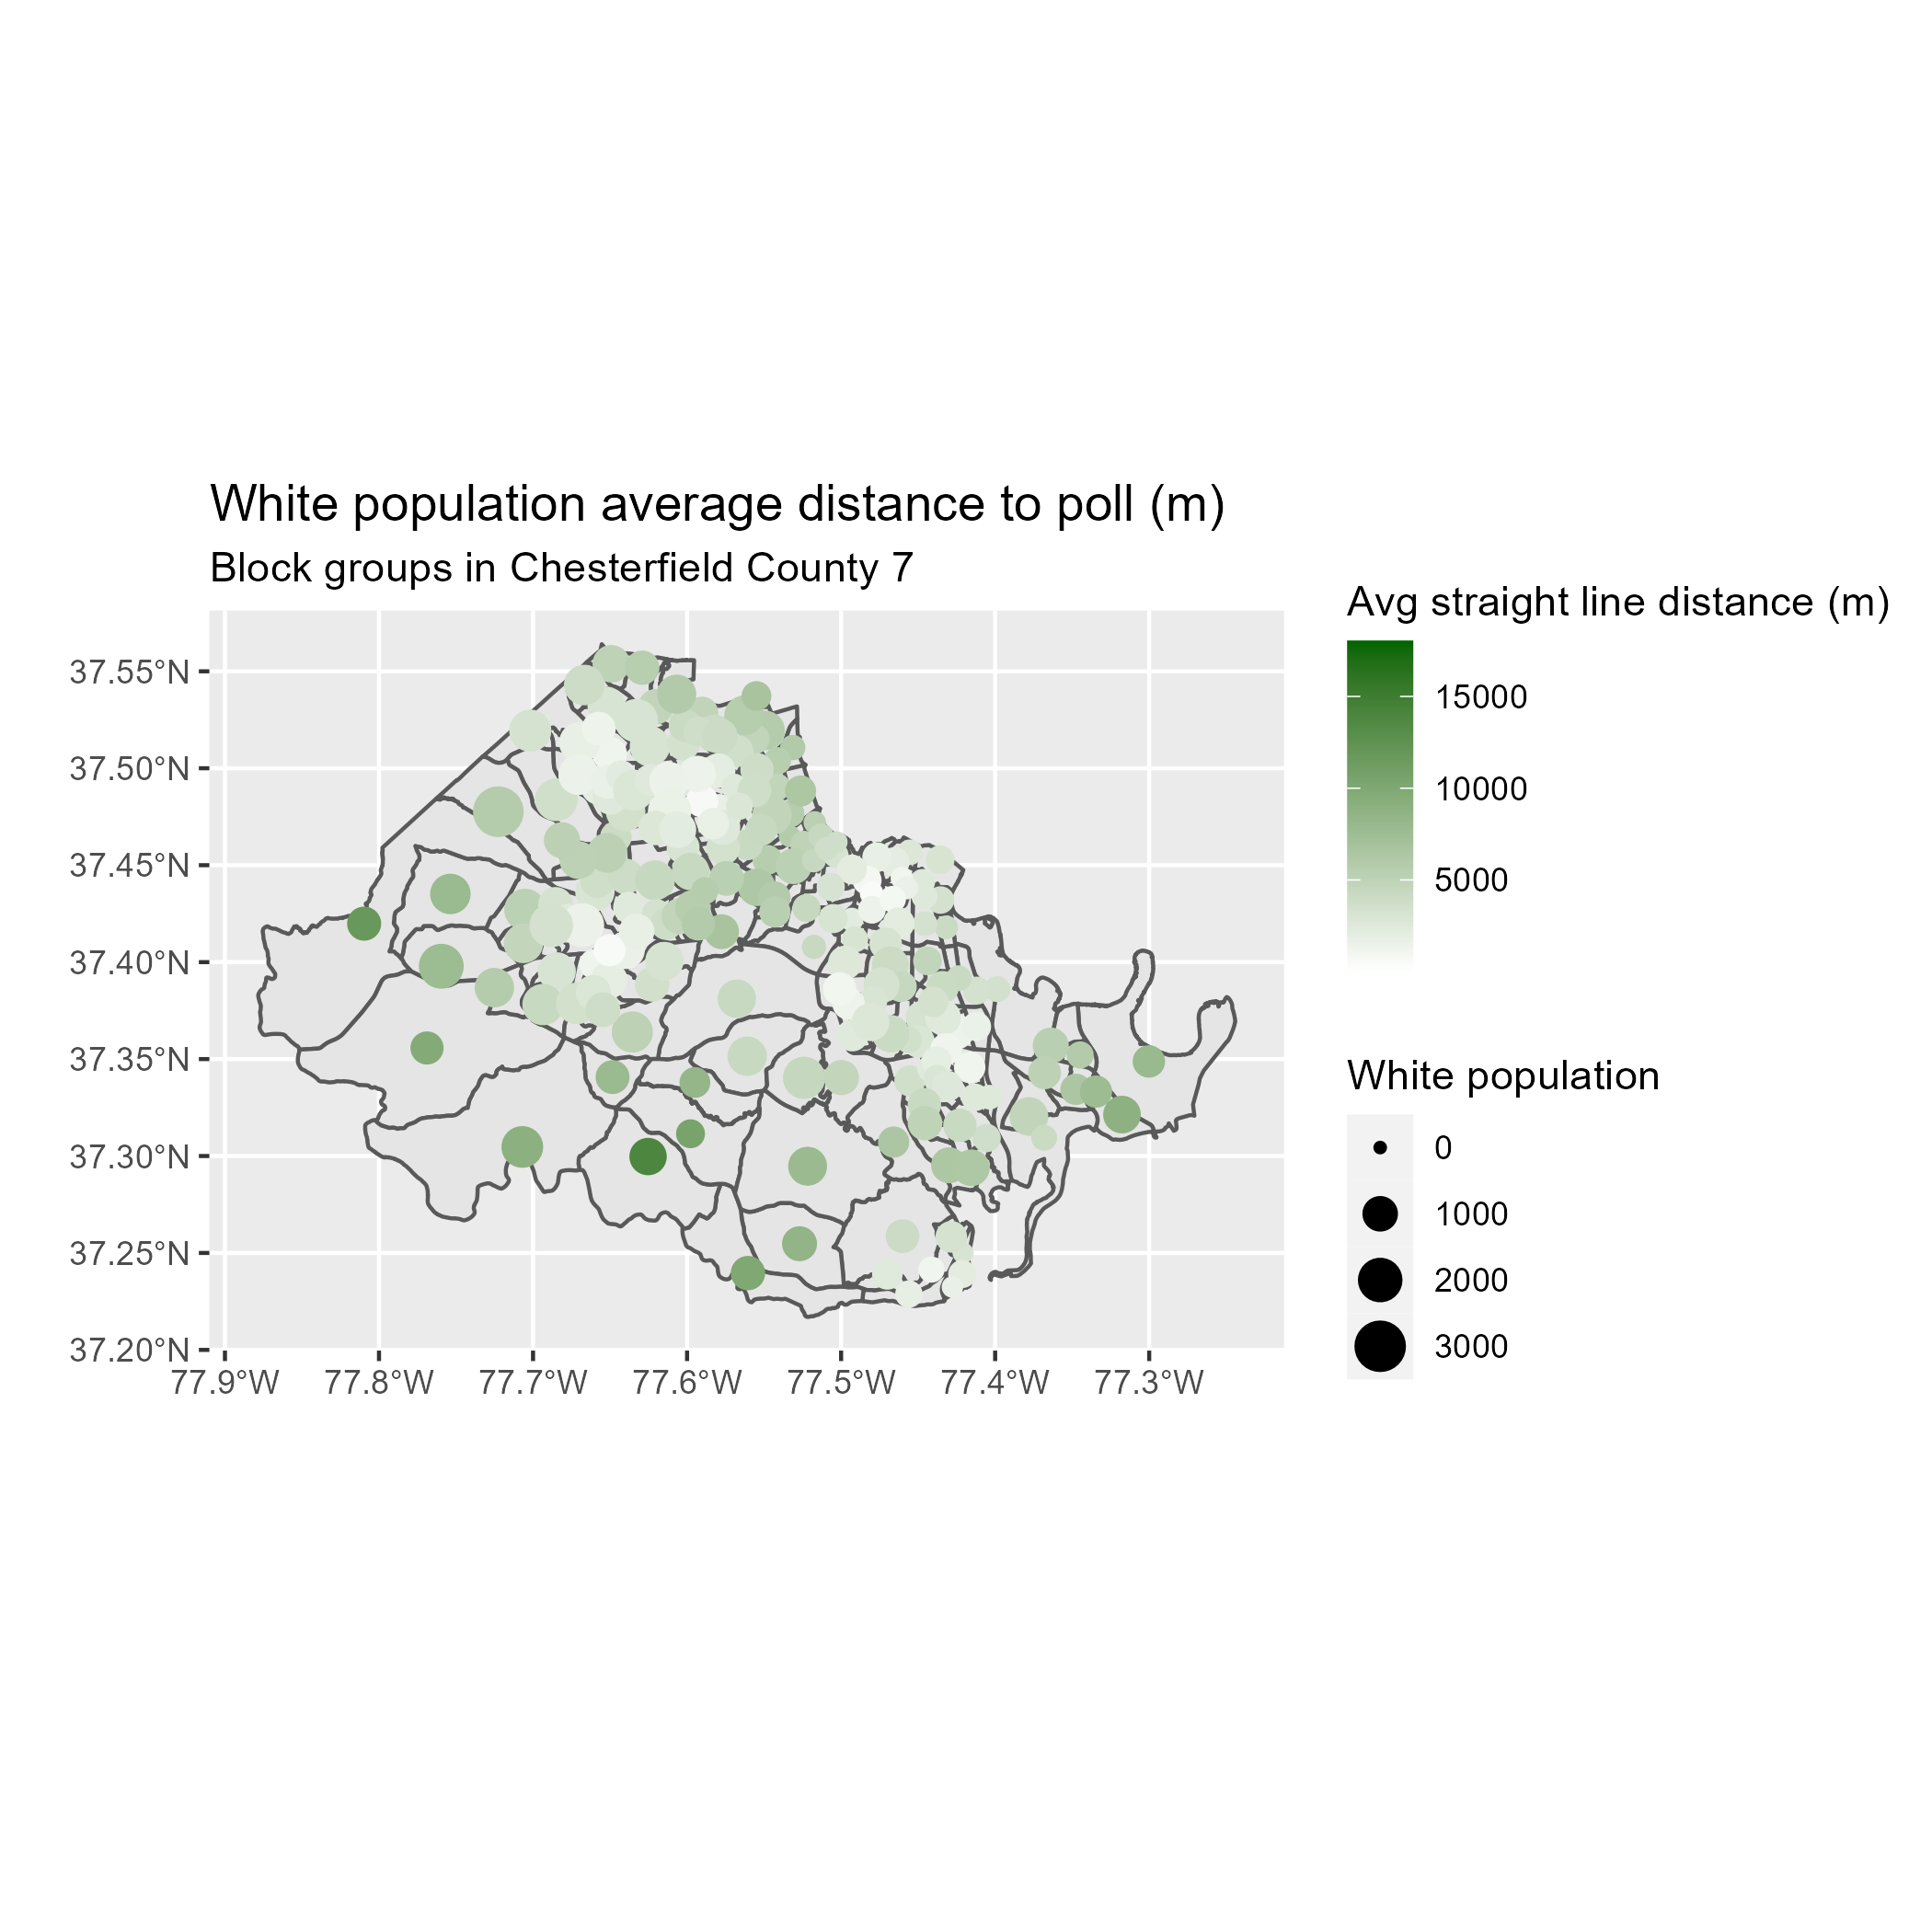 White population average distance to poll (m)
Block groups in Chesterfield County 7
37.55°N
37.50°N
37.45°N
37.40°N
37.35°N
37.30°N
37.25°N
37.20°N
77.9°W 77.8°W 77.7°W 77.6°W 77.5°W 77.4°W 77.3°W
Avg straight line distance (m)
15000
10000
5000
White population
0
1000
2000
3000